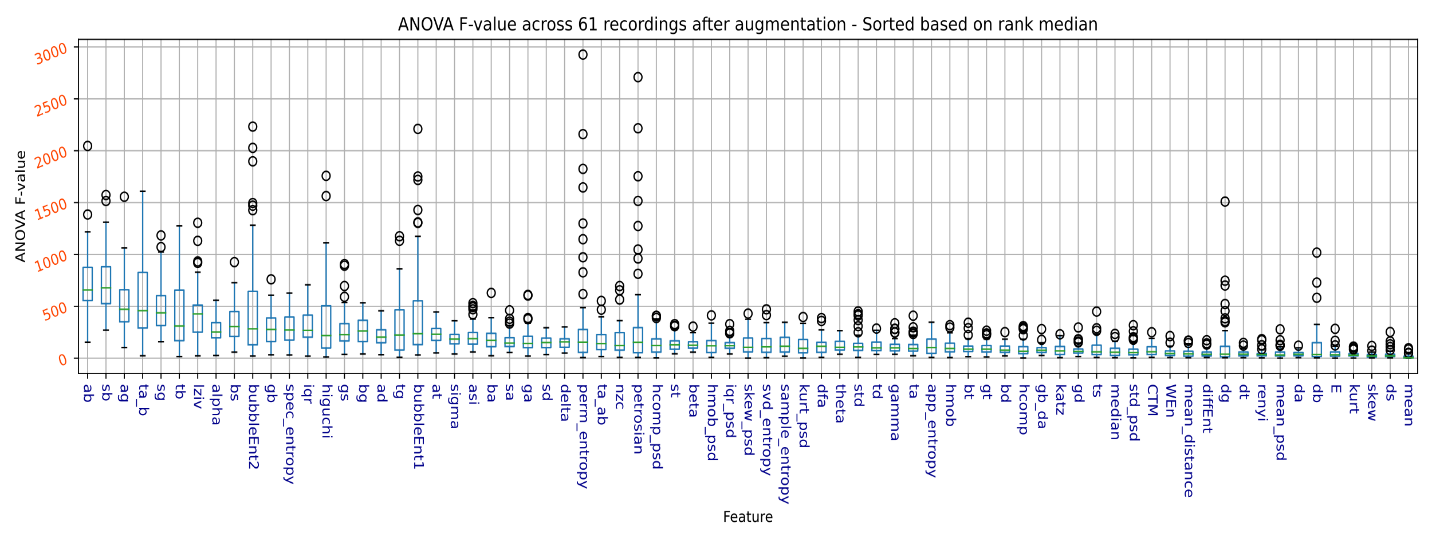 ANOVA F-value across 61 recordings after augmentation - Sorted based on rank median
ANOVA F-value
3000
2500
2000
1500
1000
500
0
ab
sb
ag
ta_b
sg
tb
lziv
alpha
bs
bubbleEnt2
gb
spec_entropy
iqr
higuchi
gs
bg
ad
tg
bubbleEnt1
at
sigma
asi
ba
sa
ga
sd
delta
perm_entropy
ta_ab
nzc
petrosian
hcomp_psd
st
beta
hmob_psd
iqr_psd
skew_psd
svd_entropy
sample_entropy
kurt_psd
dfa
theta
std
td
gamma
ta
app_entropy
hmob
bt
gt
bd
hcomp
gb_da
katz
gd
ts
median
std_psd
CTM
WEn
mean_distance
diffEnt
dg
dt
renyi
mean_psd
da
db
E
kurt
skew
ds
mean
Feature